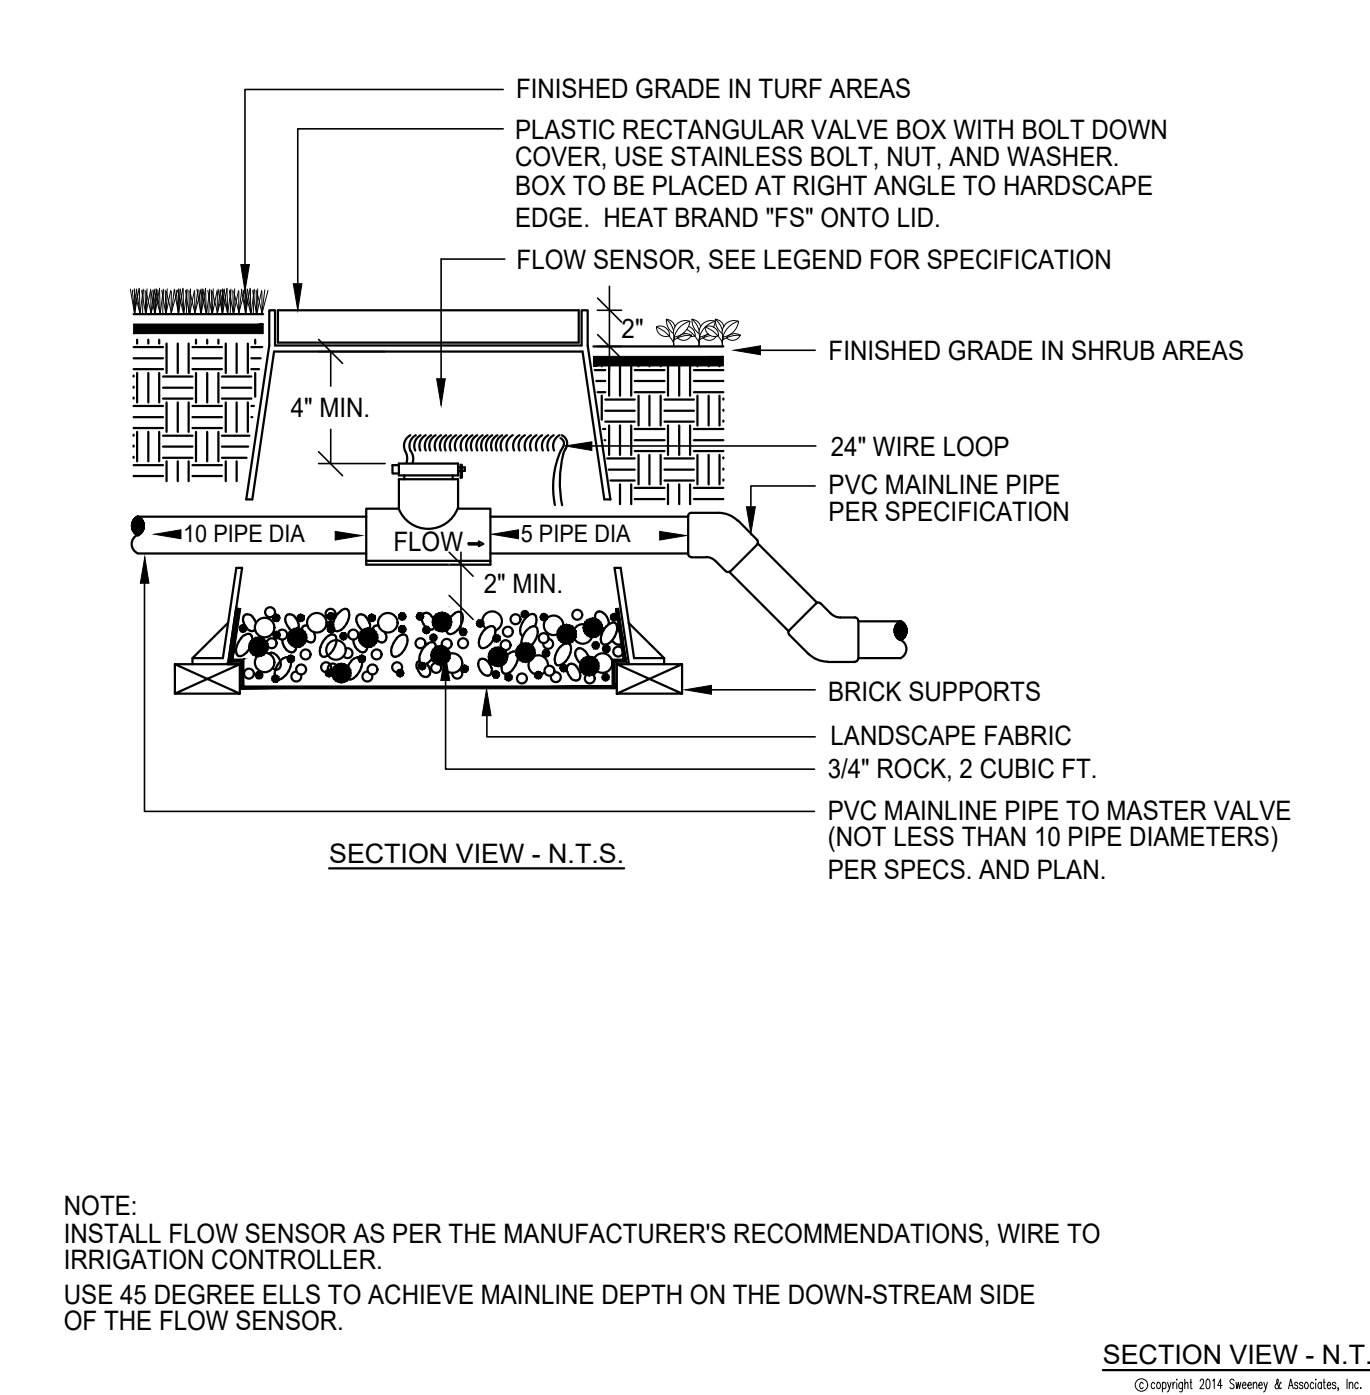 FINISHED GRADE IN TURF AREAS
PLASTIC RECTANGULAR VALVE BOX WITH BOLT DOWN
COVER, USE STAINLESS BOLT, NUT, AND WASHER.
BOX TO BE PLACED AT RIGHT ANGLE TO HARDSCAPE
EDGE. HEAT BRAND "FS" ONTO LID.
FLOW SENSOR, SEE LEGEND FOR SPECIFICATION
2"
FINISHED GRADE IN SHRUB AREAS
4" MIN.
24" WIRE LOOP
PVC MAINLINE PIPE
PER SPECIFICATION
10 PIPE DIA
FLOW
5 PIPE DIA
2" MIN.
BRICK SUPPORTS
LANDSCAPE FABRIC
3/4" ROCK, 2 CUBIC FT.
PVC MAINLINE PIPE TO MASTER VALVE
(NOT LESS THAN 10 PIPE DIAMETERS)
PER SPECS. AND PLAN.
SECTION VIEW - N.T.S.
NOTE:
INSTALL FLOW SENSOR AS PER THE MANUFACTURER'S RECOMMENDATIONS, WIRE TO
IRRIGATION CONTROLLER.
USE 45 DEGREE ELLS TO ACHIEVE MAINLINE DEPTH ON THE DOWN-STREAM SIDE
OF THE FLOW SENSOR.
SECTION VIEW - N.T.
© copyright 2014 Sweeney & Associates, Inc.